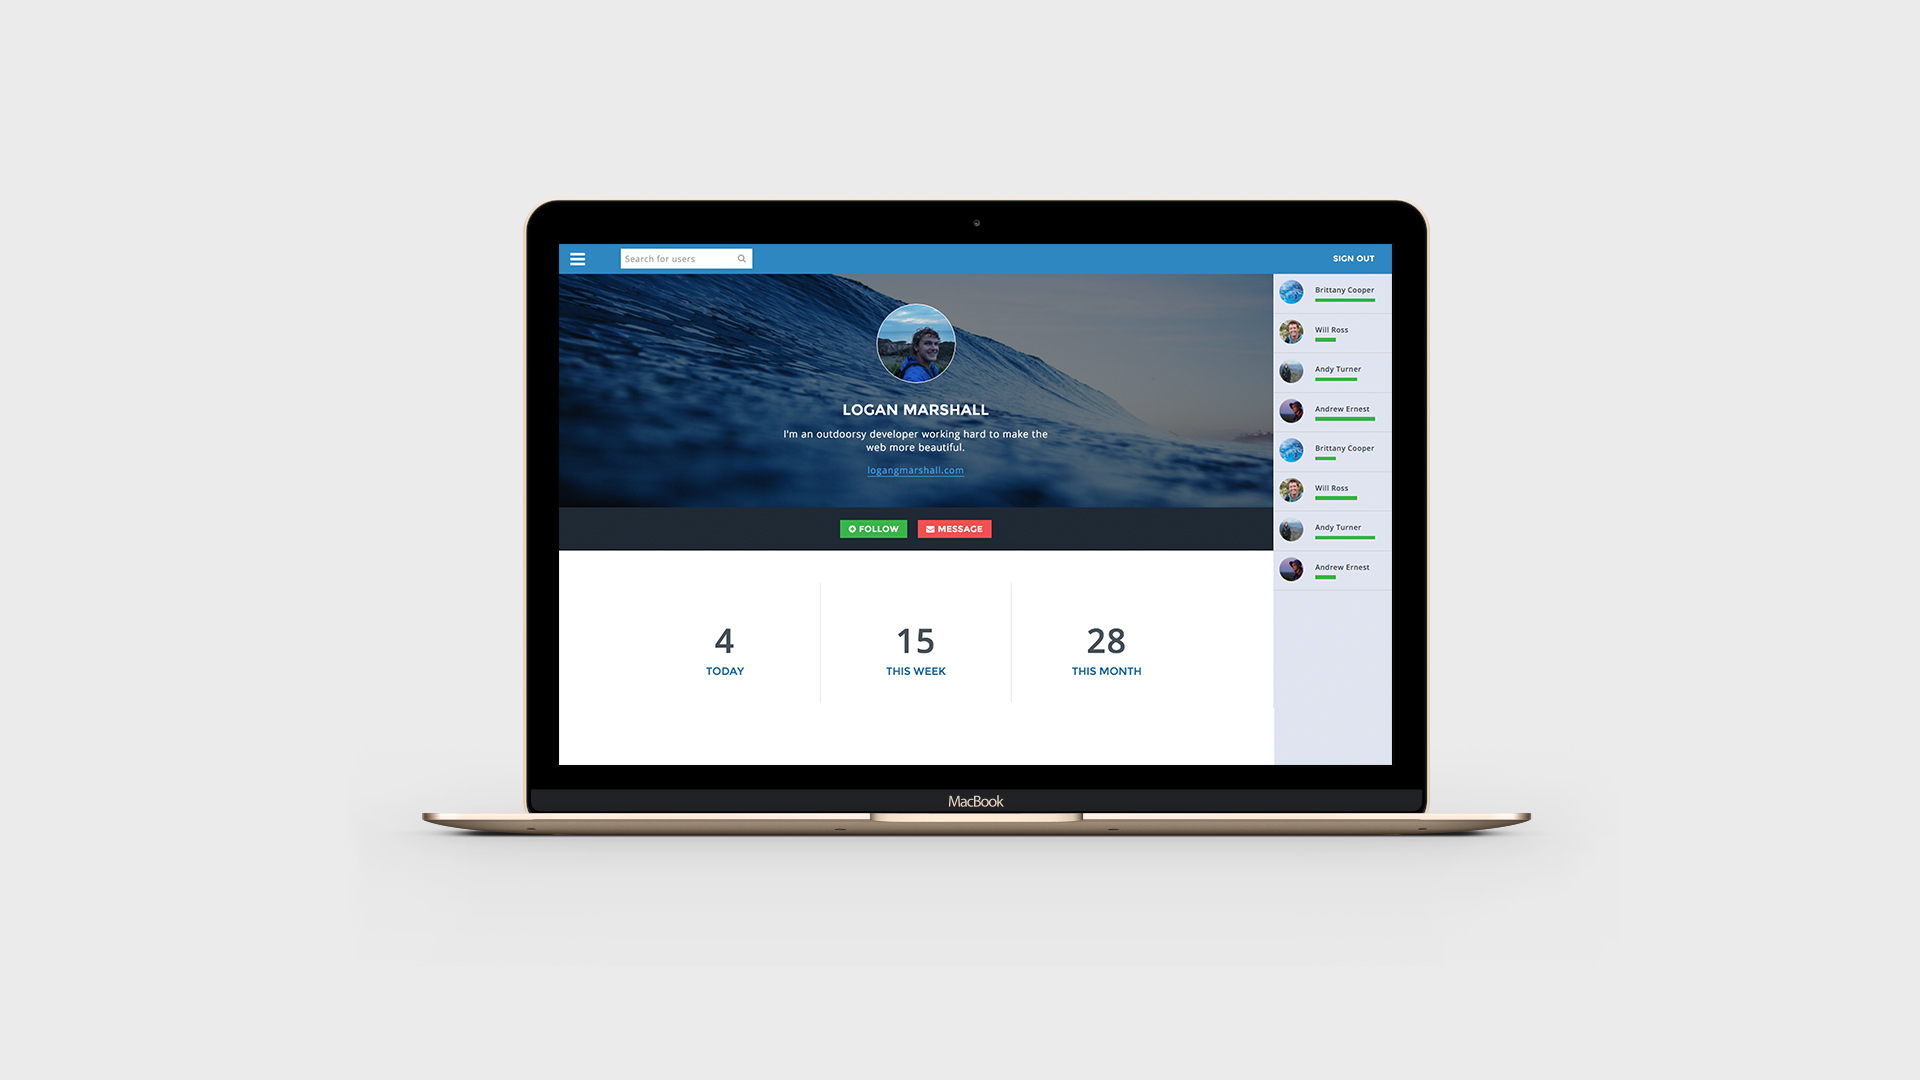 Search for users
SIGN OUT
LOGAN MARSHALL
I'm an outdoorsy developer working hard to make the
web more beautiful.
logangmarshall.com
FOLLOW
MESSAGE
4
TODAY
15
THIS WEEK
28
THIS MONTH
Brittany Cooper
Will Ross
Andy Turner
Andrew Ernest
Brittany Cooper
Will Ross
Andy Turner
Andrew Ernest
MacBook